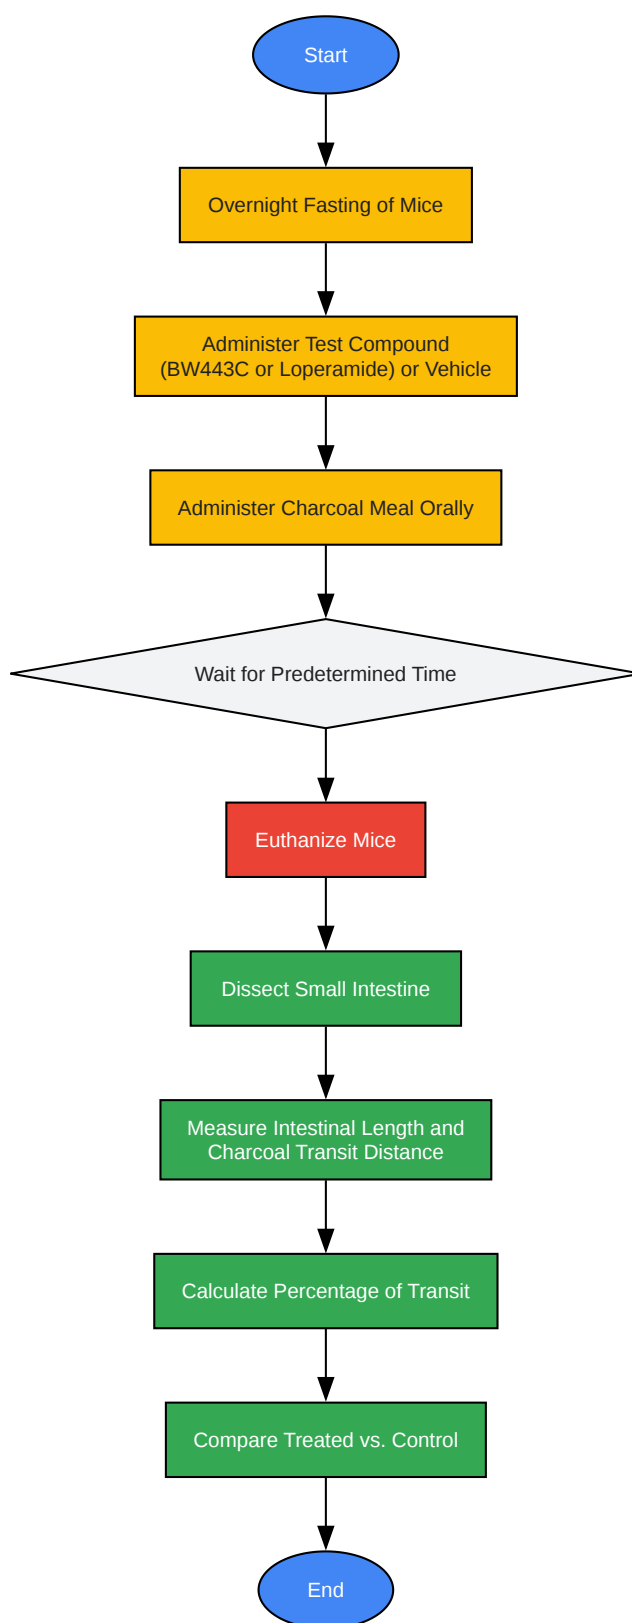 Start
Overnight Fasting of Mice
Administer Test Compound
(BW443C or Loperamide) or Vehicle
Administer Charcoal Meal Orally
Wait for Predetermined Time
Euthanize Mice
Dissect Small Intestine
Measure Intestinal Length and
Charcoal Transit Distance
Calculate Percentage of Transit
Compare Treated vs. Control
End